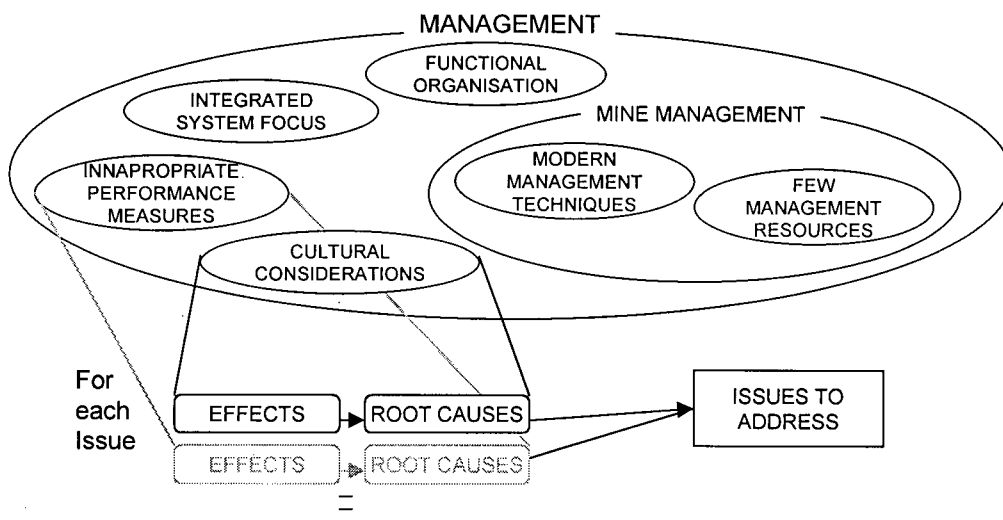 MANAGEMENT
FUNCTIONAL
ORGANISATION
INTEGRATED
SYSTEM FOCUS
MINE MANAGEMENT
INNAPROPRIATE
PERFORMANCE
MEASURES
MODERN
MANAGEMENT
TECHNIQUES
FEW
MANAGEMENT
RESOURCES
CULTURAL
CONSIDERATIONS
For
each
Issue
EFFECTS
ROOT CAUSES
ISSUES TO
ADDRESS
EFFECTS
ROOT CAUSES